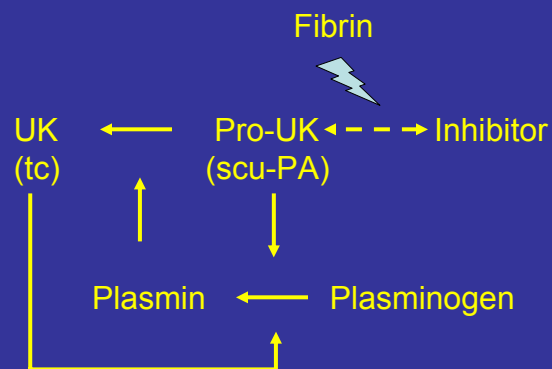 Fibrin
UK Pro-UK Inhibitor
(tc) (scu-PA)
Plasmin Plasminogen